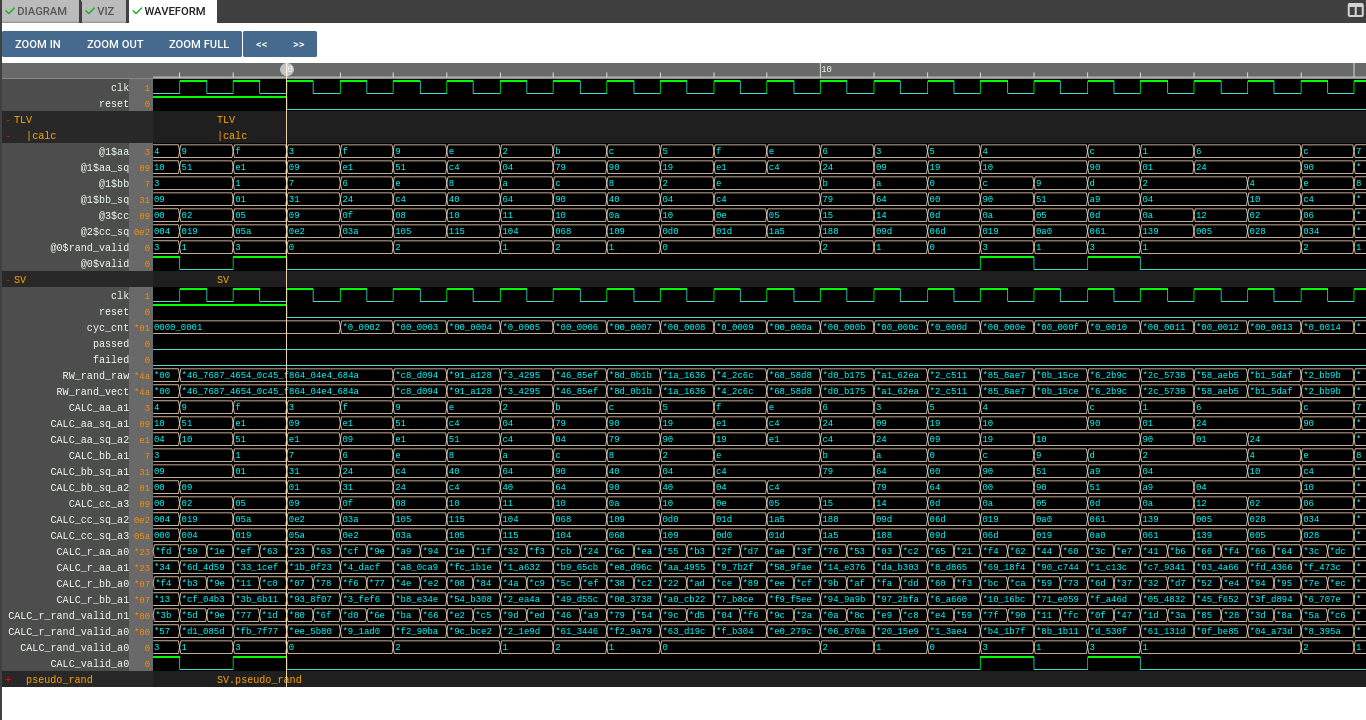 DIAGRAM VIZ WAVEFORM
ZOOM IN ZOOM OUT ZOOM FULL << >>
0 10
clk 1
reset 0
- TLV TLV
- |calc |calc
@1$aa 3 4 9 f 3 f 9 e 2 b c 5 f e 6 3 5 4 c 1 6 c 7
@1$aa_sq 09 10 51 e1 09 e1 51 c4 04 79 90 19 e1 c4 24 09 19 10 90 01 24 90 *
@1$bb 7 3 1 7 6 e 8 a c 8 2 e b a 0 c 9 d 2 4 e 8
@1$bb_sq 31 09 01 31 24 c4 40 64 90 40 04 c4 79 64 00 90 51 a9 04 10 c4 *
@3$cc 09 00 02 05 09 0f 08 10 11 10 0a 10 0e 05 15 14 0d 0a 05 0d 0a 12 02 06 *
@2$cc_sq 0e2 004 019 05a 0e2 03a 105 115 104 068 109 0d0 01d 1a5 188 09d 06d 019 0a0 061 139 005 028 034 *
@0$rand_valid 0 3 1 3 0 2 1 2 1 0 2 1 0 3 1 3 1 2 1
@0$valid 0
- SV SV
clk 1
reset 0
cyc_cnt *01 0000_0001 *0_0002 *00_0003 *00_0004 *0_0005 *00_0006 *00_0007 *00_0008 *0_0009 *00_000a *00_000b *00_000c *0_000d *00_000e *00_000f *0_0010 *00_0011 *00_0012 *00_0013 *0_0014 *
passed 0
failed 0
RW_rand_raw *4a *00 *46_7687_4654_0c45_f864_04e4_684a *c8_d094 *91_a128 *3_4295 *46_85ef *8d_0b1b *1a_1636 *4_2c6c *68_58d8 *d0_b175 *a1_62ea *2_c511 *85_8ae7 *0b_15ce *6_2b9c *2c_5738 *58_aeb5 *b1_5daf *2_bb9b *
RW_rand_vect *4a *00 *46_7687_4654_0c45_f864_04e4_684a *c8_d094 *91_a128 *3_4295 *46_85ef *8d_0b1b *1a_1636 *4_2c6c *68_58d8 *d0_b175 *a1_62ea *2_c511 *85_8ae7 *0b_15ce *6_2b9c *2c_5738 *58_aeb5 *b1_5daf *2_bb9b *
CALC_aa_a1 3 4 9 f 3 f 9 e 2 b c 5 f e 6 3 5 4 c 1 6 c 7
CALC_aa_sq_a1 09 10 51 e1 09 e1 51 c4 04 79 90 19 e1 c4 24 09 19 10 90 01 24 90 *
CALC_aa_sq_a2 e1 04 10 51 e1 09 e1 51 c4 04 79 90 19 e1 c4 24 09 19 10 90 01 24 *
CALC_bb_a1 7 3 1 7 6 e 8 a c 8 2 e b a 0 c 9 d 2 4 e 8
CALC_bb_sq_a1 31 09 01 31 24 c4 40 64 90 40 04 c4 79 64 00 90 51 a9 04 10 c4 *
CALC_bb_sq_a2 01 00 09 01 31 24 c4 40 64 90 40 04 c4 79 64 00 90 51 a9 04 10 *
CALC_cc_a3 09 00 02 05 09 0f 08 10 11 10 0a 10 0e 05 15 14 0d 0a 05 0d 0a 12 02 06 *
CALC_cc_sq_a2 0e2 004 019 05a 0e2 03a 105 115 104 068 109 0d0 01d 1a5 188 09d 06d 019 0a0 061 139 005 028 034 *
CALC_cc_sq_a3 05a 000 004 019 05a 0e2 03a 105 115 104 068 109 0d0 01d 1a5 188 09d 06d 019 0a0 061 139 005 028 *
CALC_r_aa_a0 *23 *fd *59 *1e *ef *63 *23 *63 *cf *9e *a9 *94 *1e *1f *32 *f3 *cb *24 *6c *ea *55 *b3 *2f *d7 *ae *3f *76 *53 *03 *c2 *65 *21 *f4 *62 *44 *60 *3c *e7 *41 *b6 *66 *f4 *66 *64 *3c *dc *
CALC_r_aa_a1 *23 *34 *6d_4d59 *33_1cef *1b_0f23 *4_dacf *a8_0ca9 *fc_1b1e *1_a632 *b9_65cb *e8_d96c *aa_4955 *9_7b2f *58_9fae *14_e376 *da_b303 *8_d865 *69_18f4 *90_c744 *1_c13c *c7_9341 *03_4a66 *fd_4366 *f_473c *
CALC_r_bb_a0 *07 *f4 *b3 *9e *11 *c0 *07 *78 *f6 *77 *4e *e2 *08 *84 *4a *c9 *5c *ef *38 *c2 *22 *ad *ce *89 *ee *cf *9b *af *fa *dd *60 *f3 *bc *ca *59 *73 *6d *37 *32 *d7 *52 *e4 *94 *95 *7e *ec *
CALC_r_bb_a1 *07 *13 *cf_04b3 *3b_6b11 *93_8f07 *3_fef6 *b8_e34e *54_b308 *2_ea4a *49_d55c *08_3738 *a0_cb22 *7_b8ce *f9_f5ee *94_9a9b *97_2bfa *6_a660 *10_16bc *71_e059 *f_a46d *05_4832 *45_f652 *3f_d894 *6_707e *
CALC_r_rand_valid_n1 *3b *5d *9e *77 *1d *80 *6f *d0 *6e *ba *66 *e2 *c5 *9d *ed *46 *a9 *79 *54 *9c *d5 *04 *f6 *9c *2a *0a *8c *e9 *c8 *e4 *59 *7f *90 *11 *fc *0f *47 *1d *3a *85 *28 *3d *8a *5a *c6 *
CALC_r_rand_valid_a0 *57 *d1_085d *fb_7f77 *ee_5b80 *9_1ad0 *f2_90ba *9c_bce2 *2_1e9d *61_3446 *f2_9a79 *63_d19c *f_b304 *e0_279c *06_870a *20_15e9 *1_3ae4 *b4_1b7f *8b_1b11 *d_530f *61_131d *0f_be85 *04_a73d *8_395a *
CALC_rand_valid_a0 0 3 1 3 0 2 1 2 1 0 2 1 0 3 1 3 1 2 1
CALC_valid_a0 0
+ pseudo_rand SV.pseudo_rand